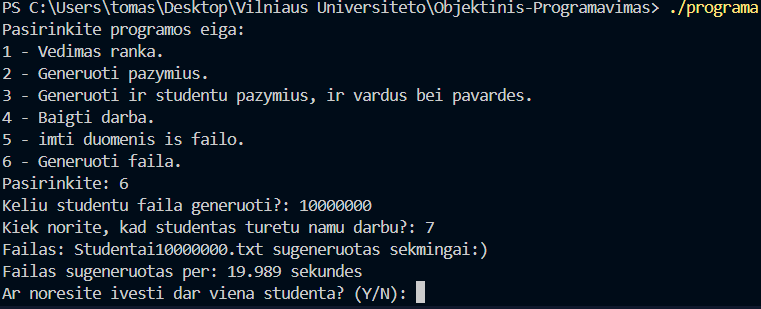 PS C:\Users\tomas\Desktop\Vilniaus Universiteto\Objektinis-Programavimas> ./programa
Pasirinkite programos eiga:
1 - Vedimas ranka.
2 - Generuoti pazymius.
3 - Generuoti ir studentu pazymius, ir vardus bei pavardes.
4 - Baigti darba.
5 - imti duomenis is failo.
6 - Generuoti faila.
Pasirinkite: 6
Keliu studentu faila generuoti?: 10000000
Kiek norite, kad studentas turetu namu darbu?: 7
Failas: Studentai10000000.txt sugeneruotas sekmingai:)
Failas sugeneruotas per: 19.989 sekundes
Ar noresite ivesti dar viena studenta? (Y/N):